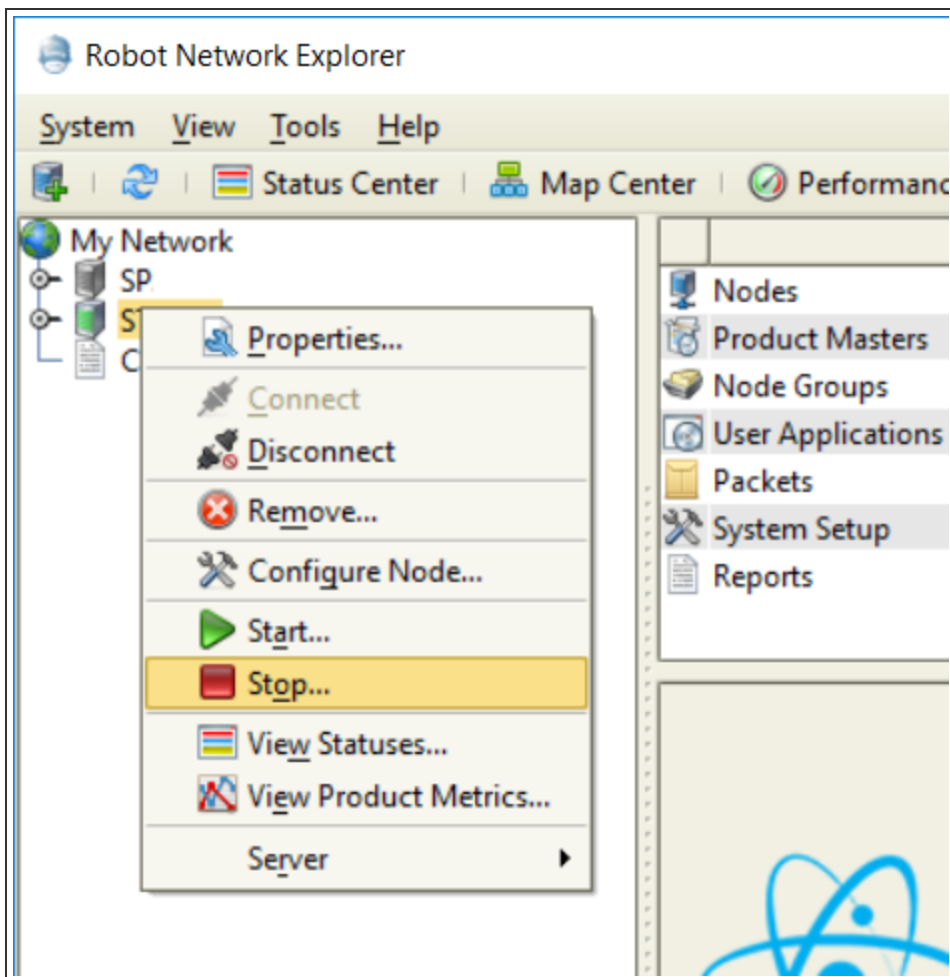 Robot Network Explorer
System View Tools Help
Status Center Map Center
My Network
SP
Properties...
Connect
Disconnect
Remove...
Configure Node...
Start...
Stop...
View Statuses...
View Product Metrics...
Server
Nodes
Product Masters
Node Groups
User Applications
Packets
System Setup
Reports